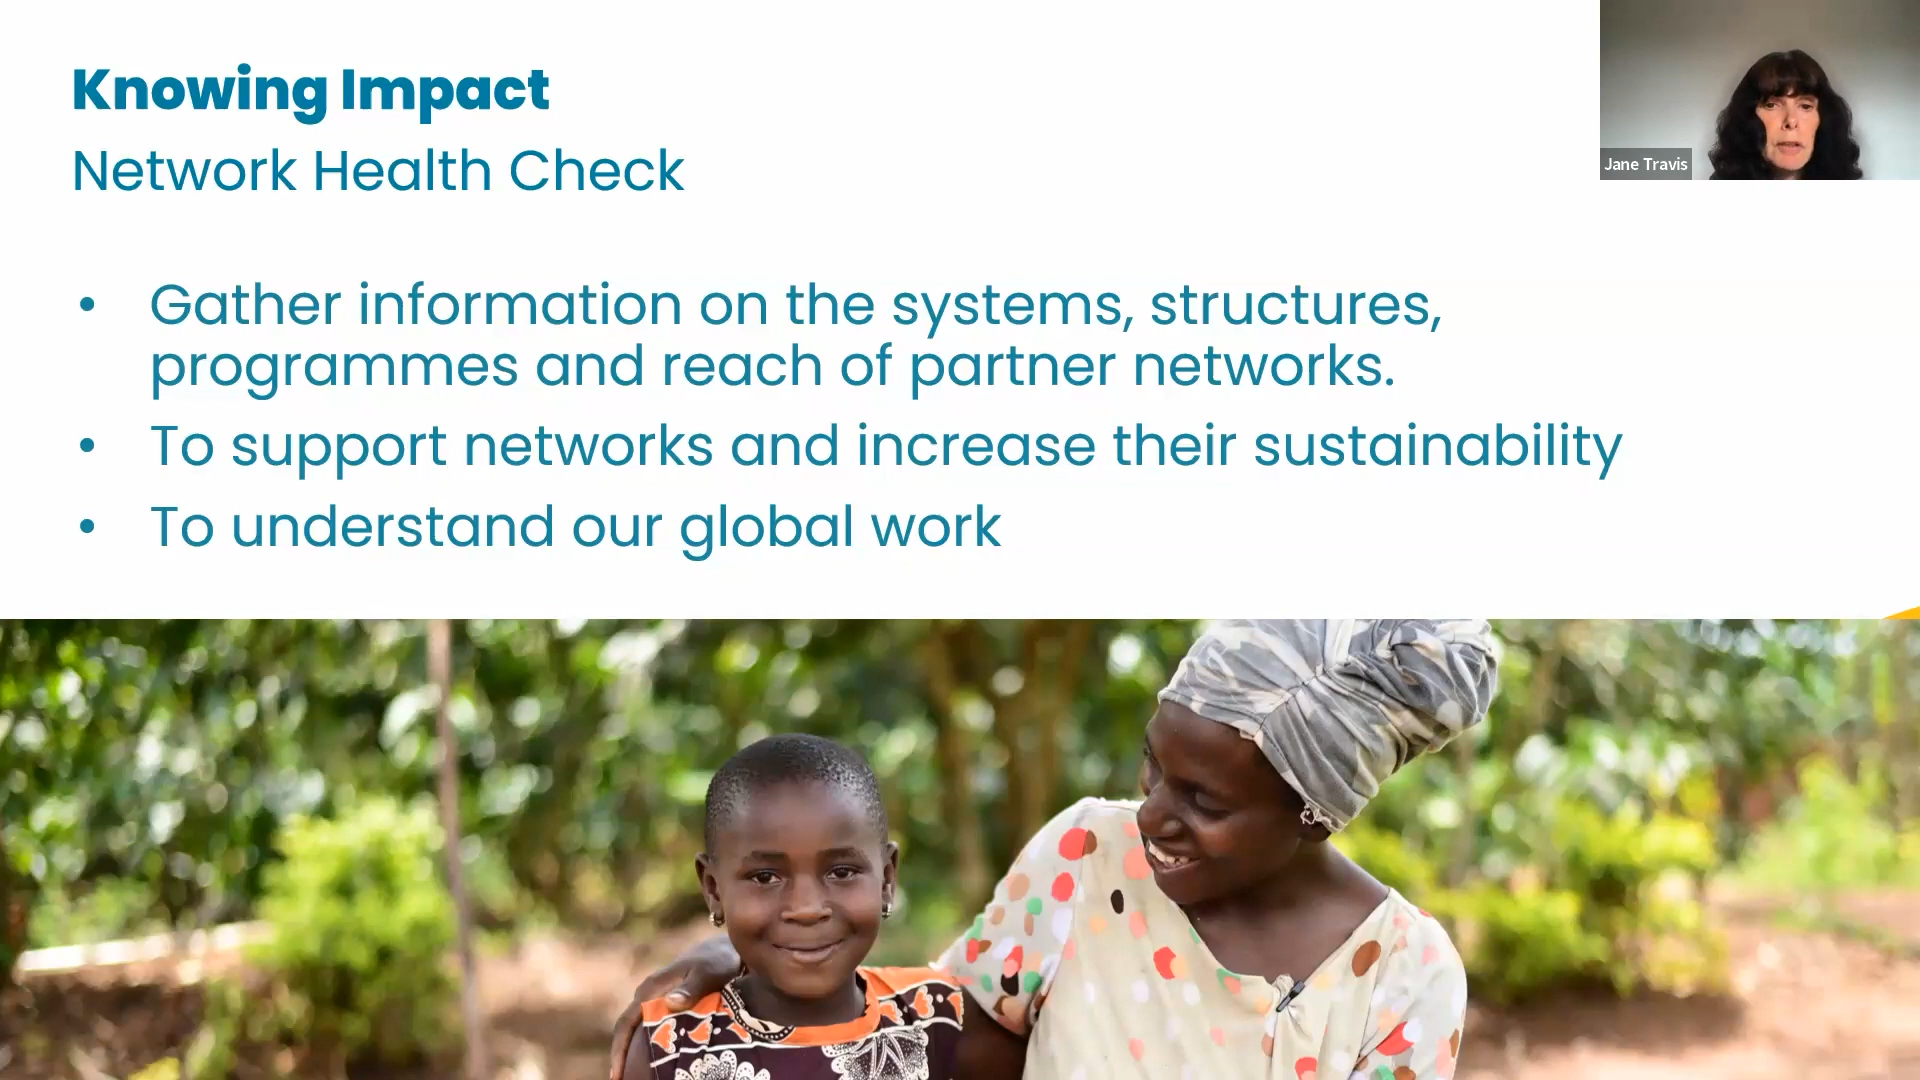 Knowing Impact
Network Health Check
Jane Travis
• Gather information on the systems, structures,
programmes and reach of partner networks.
• To support networks and increase their sustainability
• To understand our global work